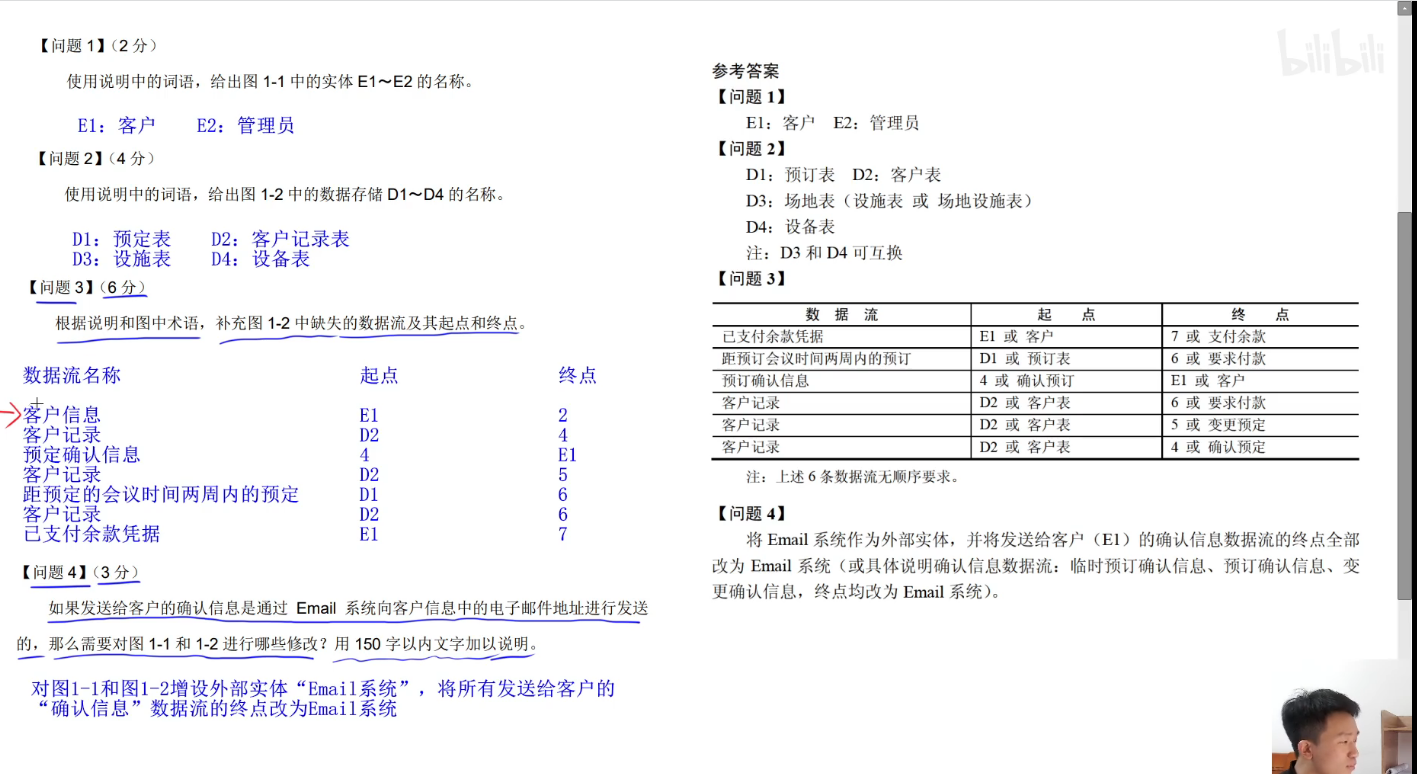 【问题 1】（2 分）
使用说明中的词语，给出图 1-1 中的实体 E1～E2 的名称。
E1：客户 E2：管理员
【问题 2】（4 分）
使用说明中的词语，给出图 1-2 中的数据存储 D1～D4 的名称。
D1：预定表 D2：客户记录表
D3：设施表 D4：设备表
【问题 3】（6 分）
根据说明和图中术语，补充图 1-2 中缺失的数据流及其起点和终点。
数据流名称 起点 终点
客户信息 E1 2
客户记录 D2 4
预定确认信息 4 E1
客户记录 D2 5
距预定的会议时间两周内的预定 D1 6
客户记录 D2 6
已支付余款凭据 E1 7
【问题 4】（3 分）
如果发送给客户的确认信息是通过 Email 系统向客户信息中的电子邮件地址进行发送
的，那么需要对图 1-1 和 1-2 进行哪些修改？用 150 字以内文字加以说明。
对图1-1和图1-2增设外部实体“Email系统”，将所有发送给客户的
“确认信息”数据流的终点改为Email系统
bilibili
参考答案
【问题 1】
E1：客户 E2：管理员
【问题 2】
D1：预订表 D2：客户表
D3：场地表（设施表 或 场地设施表）
D4：设备表
注：D3 和 D4 可互换
【问题 3】
数 据 流 起 点 终 点
已支付余款凭据 E1 或 客户 7 或 支付余款
距预订会议时间两周内的预订 D1 或 预订表 6 或 要求付款
预订确认信息 4 或 确认预订 E1 或 客户
客户记录 D2 或 客户表 6 或 要求付款
客户记录 D2 或 客户表 5 或 变更预定
客户记录 D2 或 客户表 4 或 确认预定
注：上述 6 条数据流无顺序要求。
【问题 4】
将 Email 系统作为外部实体，并将发送给客户（E1）的确认信息数据流的终点全部
改为 Email 系统（或具体说明确认信息数据流：临时预订确认信息、预订确认信息、变
更确认信息，终点均改为 Email 系统）。